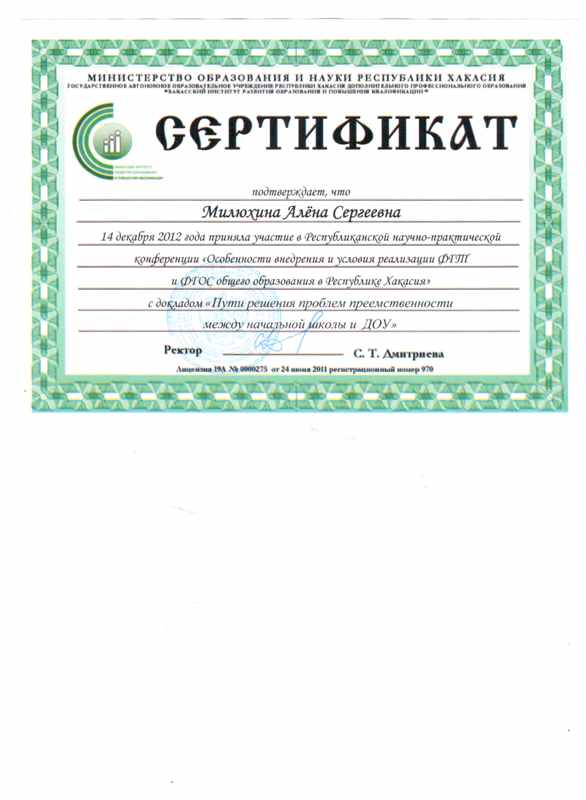 МИНИСТЕРСТВО ОБРАЗОВАНИЯ И НАУКИ РЕСПУБЛИКИ ХАКАСИЯ
ГОСУДАРСТВЕННОЕ АВТОНОМНОЕ ОБРАЗОВАТЕЛЬНОЕ УЧРЕЖДЕНИЕ РЕСПУБЛИКИ ХАКАСИЯ ДОПОЛНИТЕЛЬНОГО ПРОФЕССИОНАЛЬНОГО ОБРАЗОВАНИЯ
«ХАКАССКИЙ ИНСТИТУТ РАЗВИТИЯ ОБРАЗОВАНИЯ И ПОВЫШЕНИЯ КВАЛИФИКАЦИИ»
СЕРТИФИКАТ
подтверждает, что
Милюхина Алёна Сергеевна
14 декабря 2012 года приняла участие в Республиканской научно-практической
конференции «Особенности внедрения и условия реализации ФГТ
и ФГОС общего образования в Республике Хакасия»
с докладом «Пути решения проблем преемственности
между начальной школы и ДОУ»
Ректор С. Т. Дмитриева
Лицензия 19А № 0000275 от 24 июня 2011 регистрационный номер 970